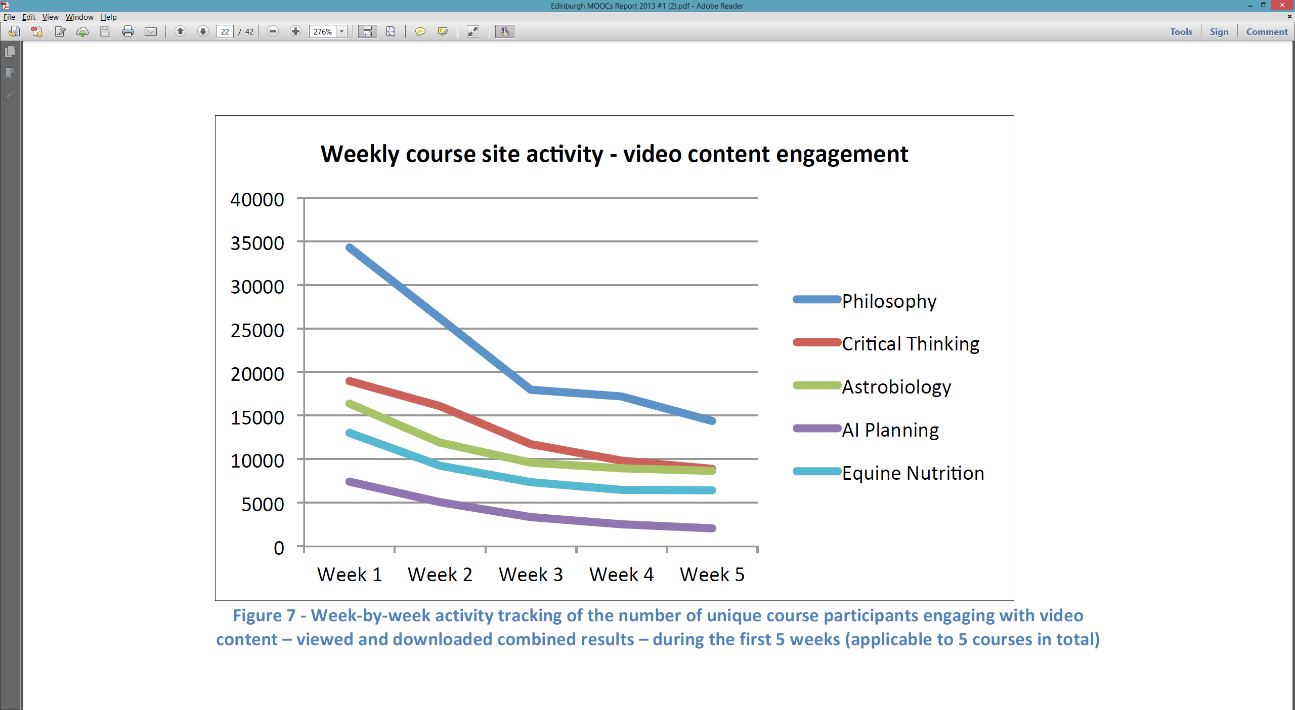 Edinburgh MOOCs Report 2013 #1 (2).pdf - Adobe Reader
File Edit View Window Help
22 / 42 276% Tools Sign Comment
Weekly course site activity - video content engagement
40000
35000
30000
25000
20000
15000
10000
5000
0
Week 1 Week 2 Week 3 Week 4 Week 5
Philosophy
Critical Thinking
Astrobiology
AI Planning
Equine Nutrition
Figure 7 - Week-by-week activity tracking of the number of unique course participants engaging with video
content – viewed and downloaded combined results – during the first 5 weeks (applicable to 5 courses in total)